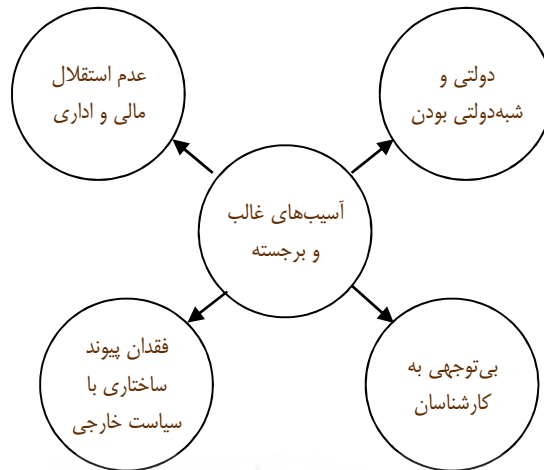 دولتی و
شبه‌دولتی بودن
عدم استقلال
مالی و اداری
آسیب‌های غالب
و برجسته
بی‌توجهی به
کارشناسان
فقدان پیوند
ساختاری با
سیاست خارجی